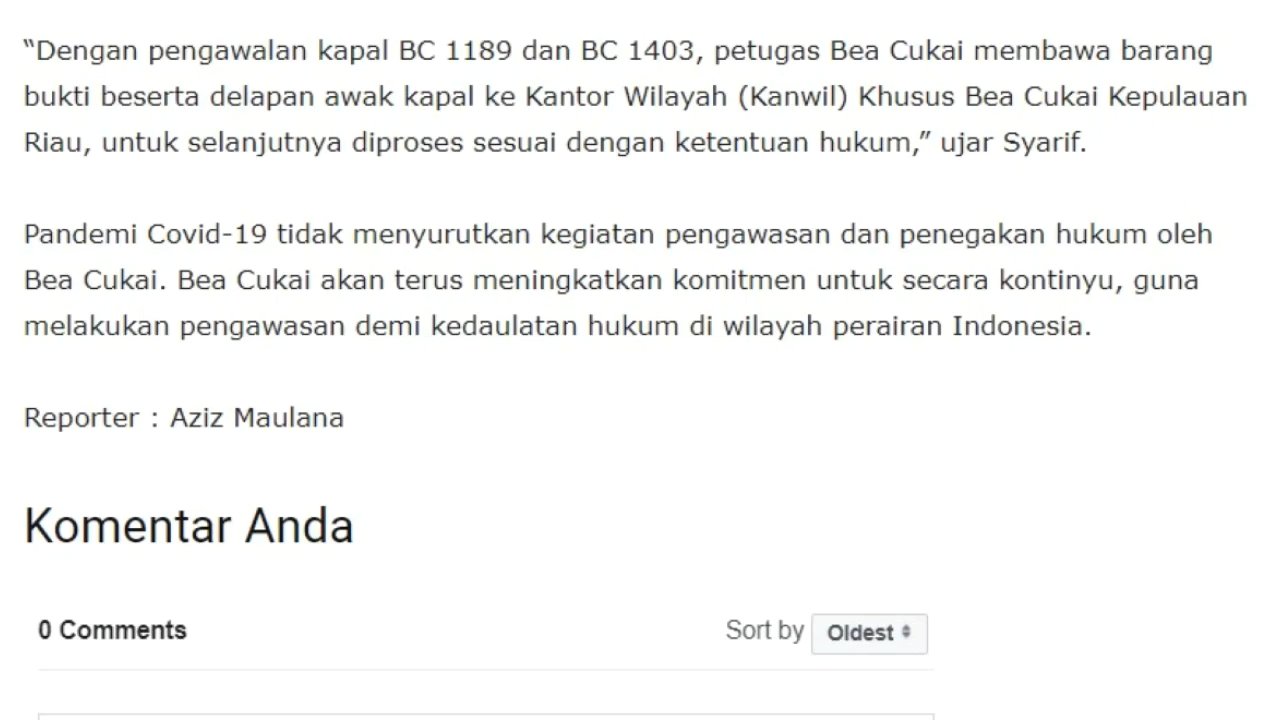 “Dengan pengawalan kapal BC 1189 dan BC 1403, petugas Bea Cukai membawa barang
bukti beserta delapan awak kapal ke Kantor Wilayah (Kanwil) Khusus Bea Cukai Kepulauan
Riau, untuk selanjutnya diproses sesuai dengan ketentuan hukum,” ujar Syarif.
Pandemi Covid-19 tidak menyurutkan kegiatan pengawasan dan penegakan hukum oleh
Bea Cukai. Bea Cukai akan terus meningkatkan komitmen untuk secara kontinyu, guna
melakukan pengawasan demi kedaulatan hukum di wilayah perairan Indonesia.
Reporter : Aziz Maulana
Komentar Anda
0 Comments
Sort by Oldest